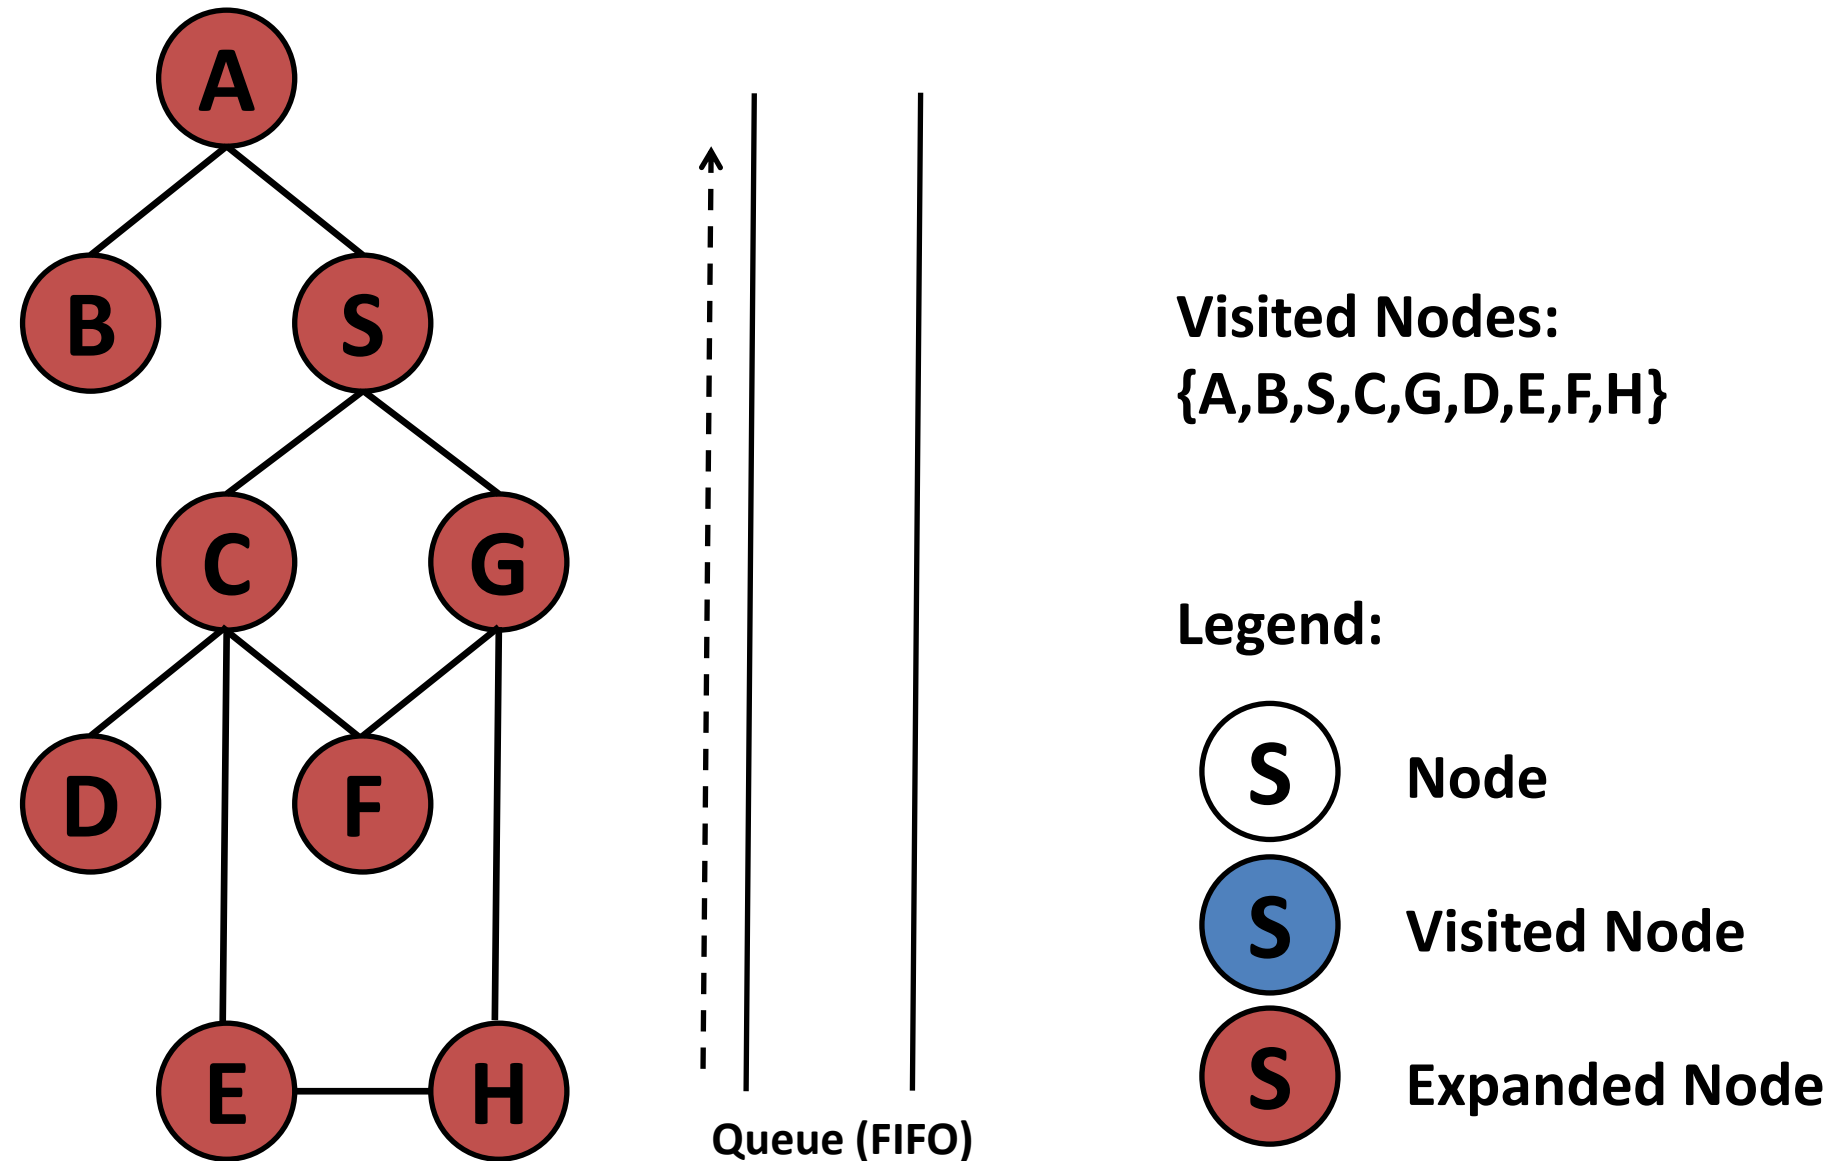 A
B
S
C
G
D
F
E
H
Queue (FIFO)
Visited Nodes:
{A,B,S,C,G,D,E,F,H}
Legend:
S Node
S Visited Node
S Expanded Node